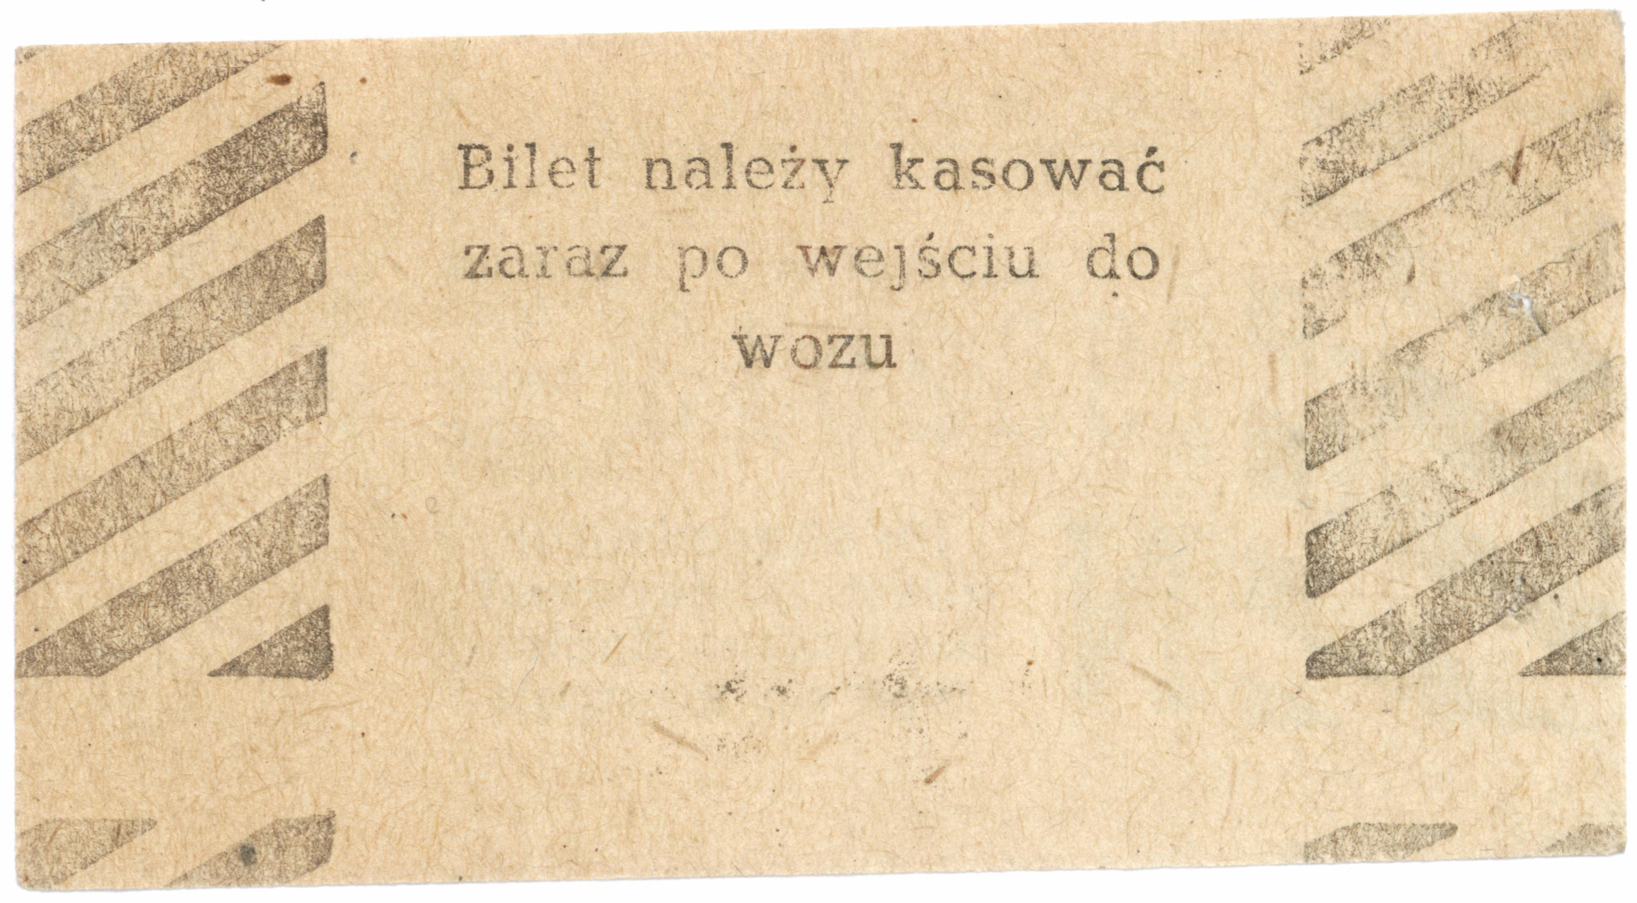 Bilet należy kasować
zaraz po wejściu do
wozu